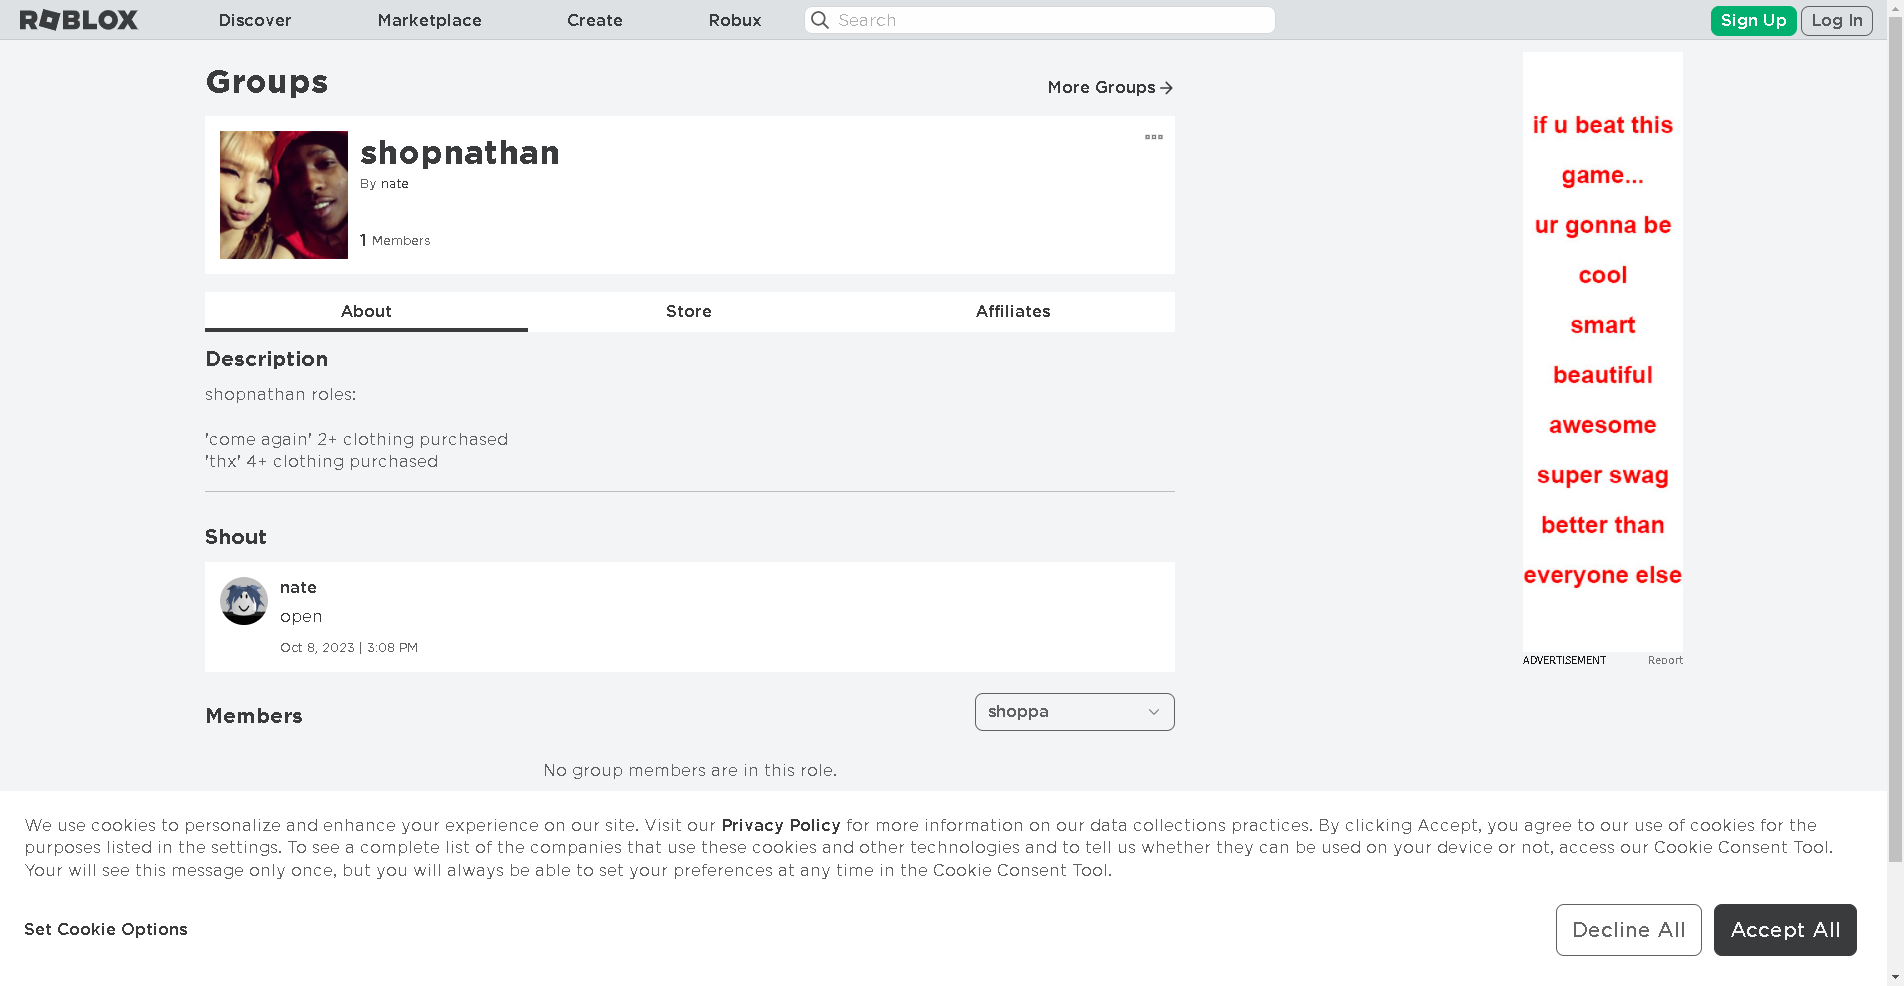 ROBLOX
Discover
Marketplace
Create
Robux
Search
Sign Up
Log In
Groups
More Groups
shopnathan
By nate
1 Members
About
Store
Affiliates
Description
shopnathan roles:
'come again' 2+ clothing purchased
'thx' 4+ clothing purchased
Shout
nate
open
Oct 8, 2023 | 3:08 PM
Members
shoppa
No group members are in this role.
if u beat this
game...
ur gonna be
cool
smart
beautiful
awesome
super swag
better than
everyone else
ADVERTISEMENT
Report
We use cookies to personalize and enhance your experience on our site. Visit our Privacy Policy for more information on our data collections practices. By clicking Accept, you agree to our use of cookies for the
purposes listed in the settings. To see a complete list of the companies that use these cookies and other technologies and to tell us whether they can be used on your device or not, access our Cookie Consent Tool.
Your will see this message only once, but you will always be able to set your preferences at any time in the Cookie Consent Tool.
Set Cookie Options
Decline All
Accept All